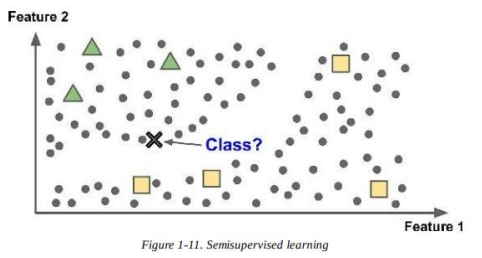 Feature 2
Class?
Feature 1
Figure 1-11. Semisupervised learning